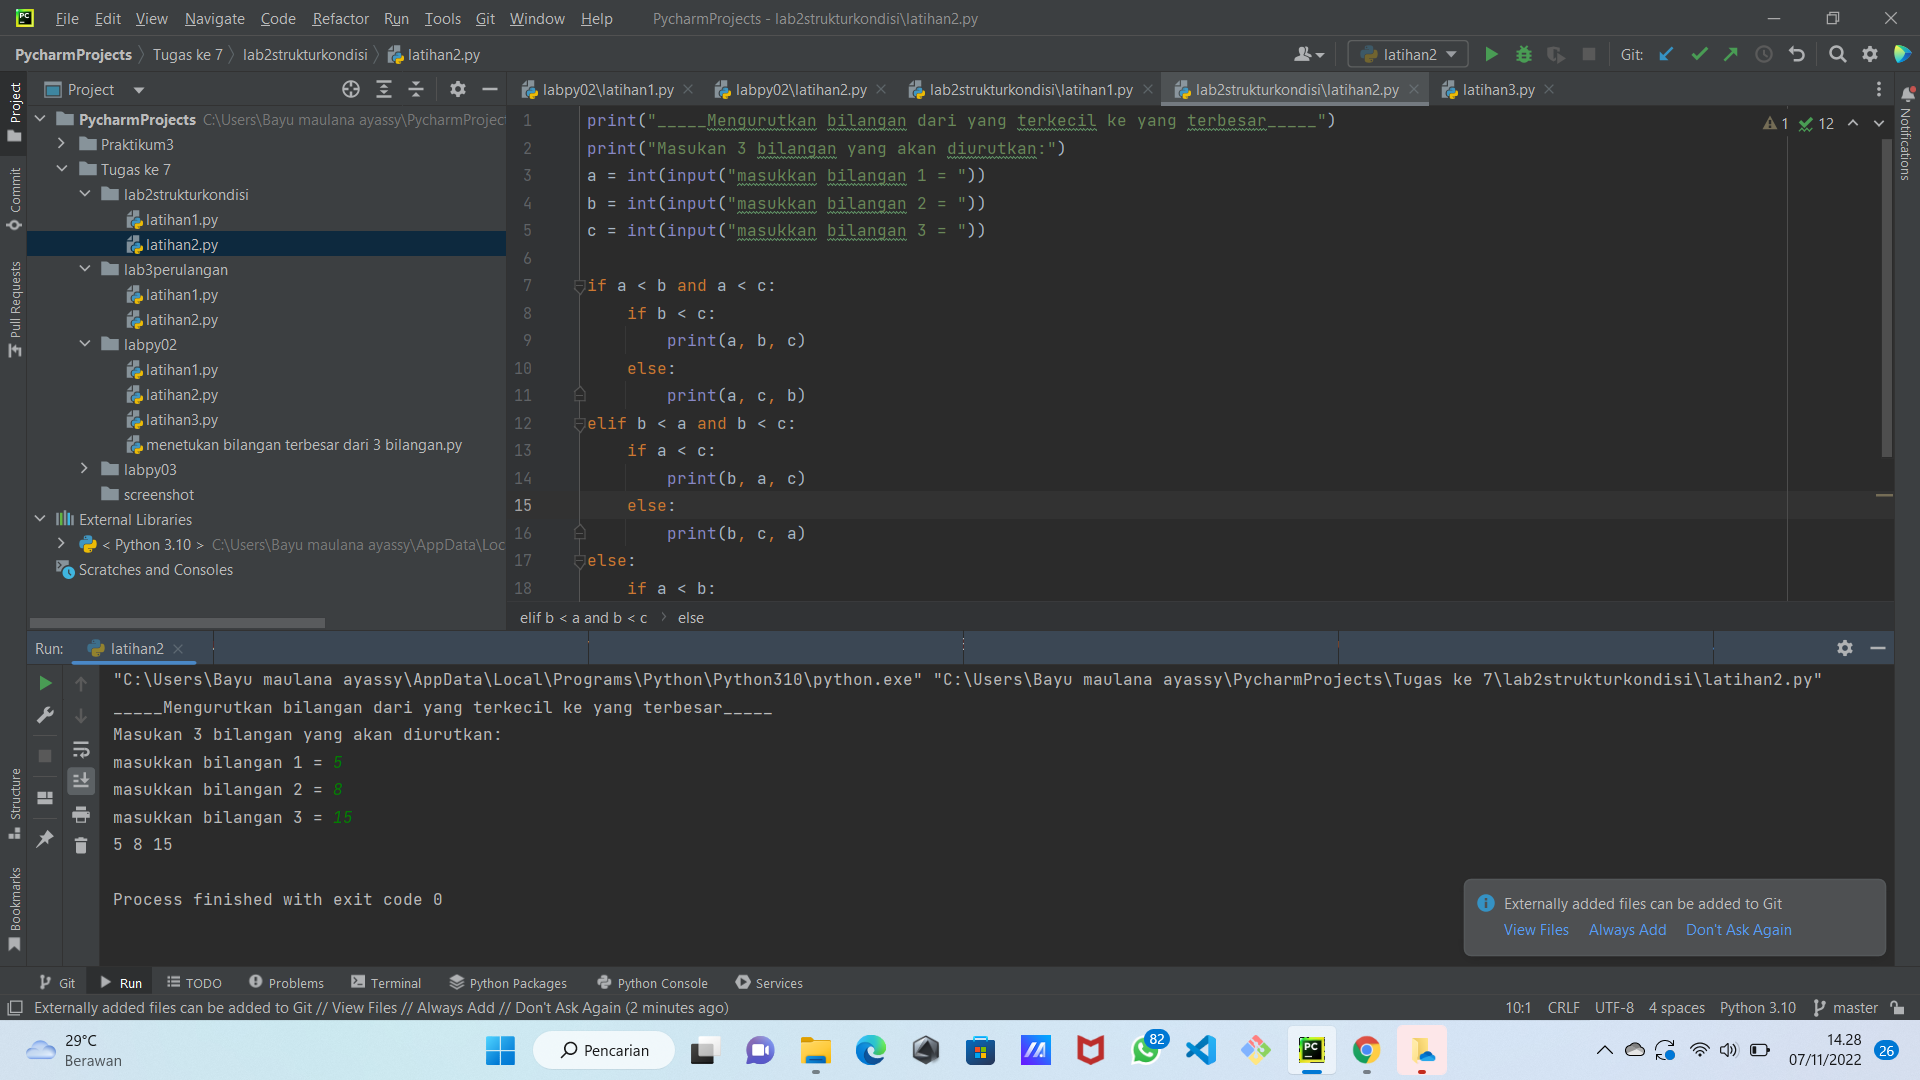 File Edit View Navigate Code Refactor Run Tools Git Window Help PycharmProjects - lab2strukturkondisi\latihan2.py
PycharmProjects Tugas ke 7 lab2strukturkondisi latihan2.py latihan2 Git:
Project
labpy02\latihan1.py labpy02\latihan2.py lab2strukturkondisi\latihan1.py lab2strukturkondisi\latihan2.py latihan3.py
PycharmProjects C:\Users\Bayu maulana ayassy\PycharmProject
Praktikum3
Tugas ke 7
lab2strukturkondisi
latihan1.py
latihan2.py
lab3perulangan
latihan1.py
latihan2.py
labpy02
latihan1.py
latihan2.py
latihan3.py
menetukan bilangan terbesar dari 3 bilangan.py
labpy03
screenshot
External Libraries
< Python 3.10 > C:\Users\Bayu maulana ayassy\AppData\Loc
Scratches and Consoles
Project
Commit
Pull Requests
Structure
Bookmarks
Notifications
1 12
1 print("_____Mengurutkan bilangan dari yang terkecil ke yang terbesar_____")
2 print("Masukan 3 bilangan yang akan diurutkan:")
3 a = int(input("masukkan bilangan 1 = "))
4 b = int(input("masukkan bilangan 2 = "))
5 c = int(input("masukkan bilangan 3 = "))
6
7 if a < b and a < c:
8 if b < c:
9 print(a, b, c)
10 else:
11 print(a, c, b)
12 elif b < a and b < c:
13 if a < c:
14 print(b, a, c)
15 else:
16 print(b, c, a)
17 else:
18 if a < b:
elif b < a and b < c else
Run: latihan2
"C:\Users\Bayu maulana ayassy\AppData\Local\Programs\Python\Python310\python.exe" "C:\Users\Bayu maulana ayassy\PycharmProjects\Tugas ke 7\lab2strukturkondisi\latihan2.py"
_____Mengurutkan bilangan dari yang terkecil ke yang terbesar_____
Masukan 3 bilangan yang akan diurutkan:
masukkan bilangan 1 = 5
masukkan bilangan 2 = 8
masukkan bilangan 3 = 15
5 8 15
Process finished with exit code 0
Externally added files can be added to Git
View Files Always Add Don't Ask Again
Git Run TODO Problems Terminal Python Packages Python Console Services
Externally added files can be added to Git // View Files // Always Add // Don't Ask Again (2 minutes ago) 10:1 CRLF UTF-8 4 spaces Python 3.10 master
29°C
Berawan
Pencarian
82
14.28
07/11/2022
26